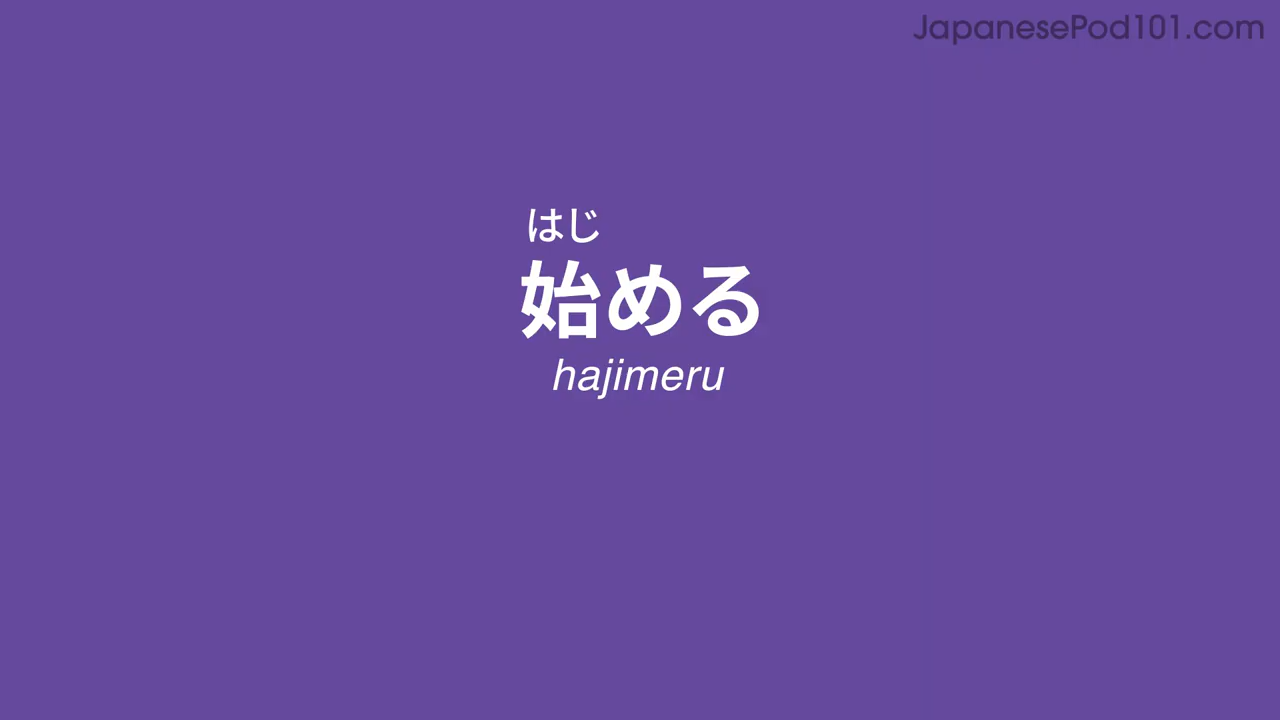 JapanesePod101.com
はじ
始める
hajimeru